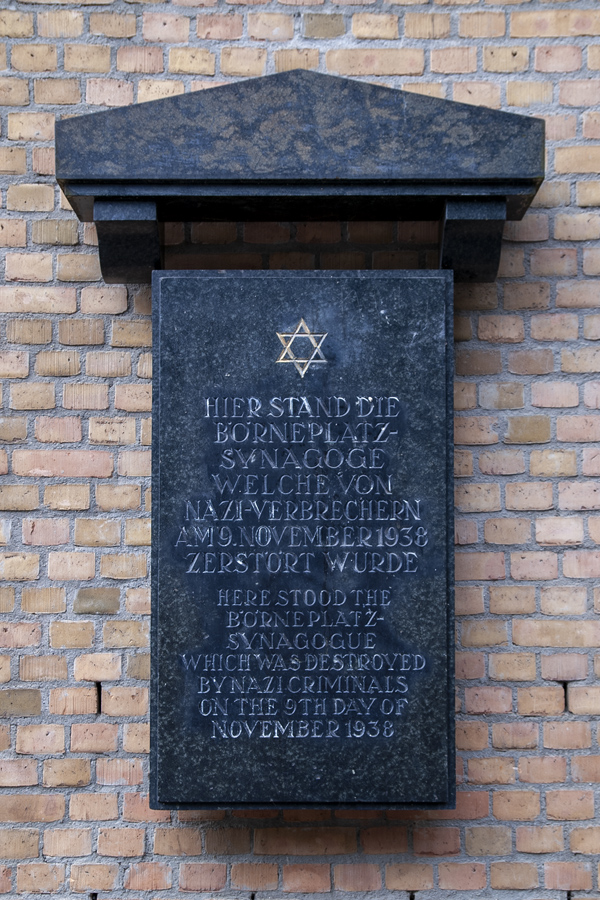 HIER STAND DIE
BÖRNEPLATZ-
SYNAGOGE
WELCHE VON
NAZI-VERBRECHERN
AM 9. NOVEMBER 1938
ZERSTÖRT WURDE
HERE STOOD THE
BÖRNEPLATZ-
SYNAGOGUE
WHICH WAS DESTROYED
BY NAZI CRIMINALS
ON THE 9TH DAY OF
NOVEMBER 1938